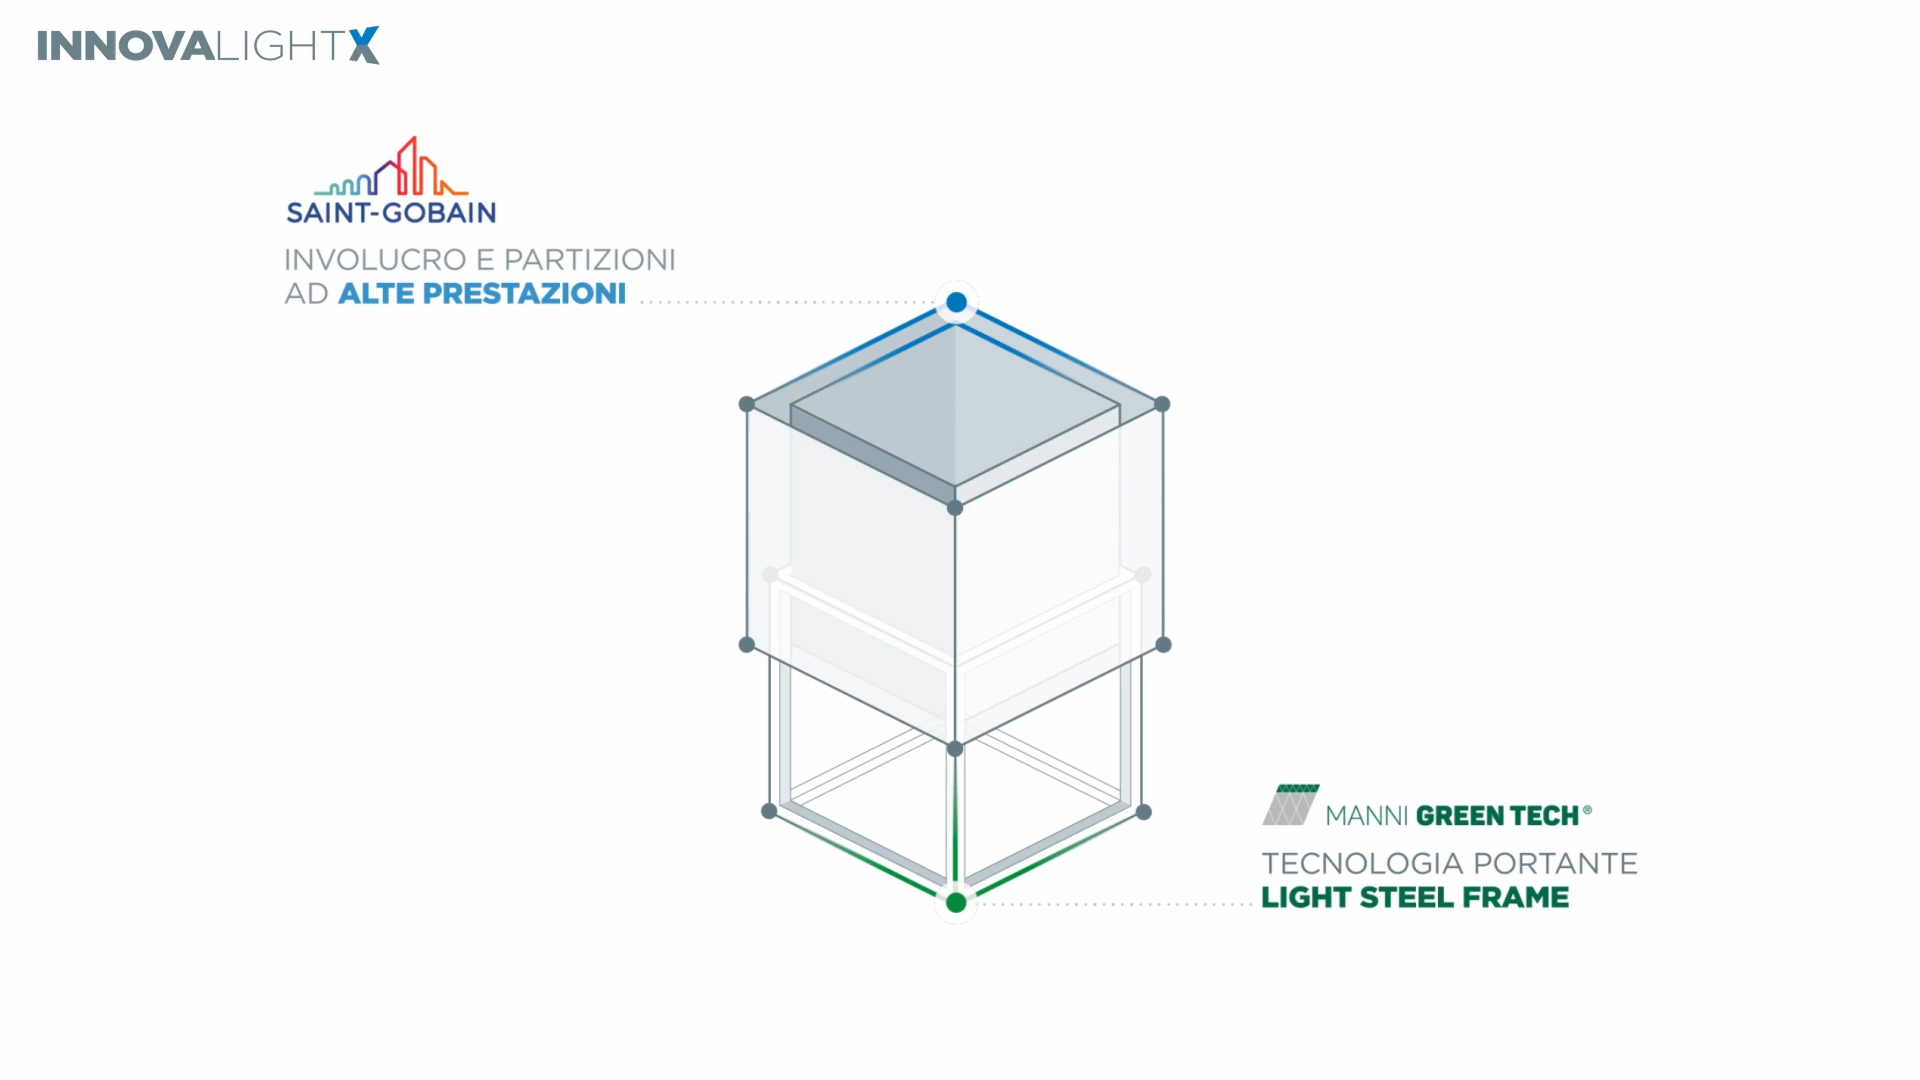 INNOVALIGHTX
SAINT-GOBAIN
INVOLUCRO E PARTIZIONI
AD ALTE PRESTAZIONI
MANNI GREEN TECH®
TECNOLOGIA PORTANTE
LIGHT STEEL FRAME